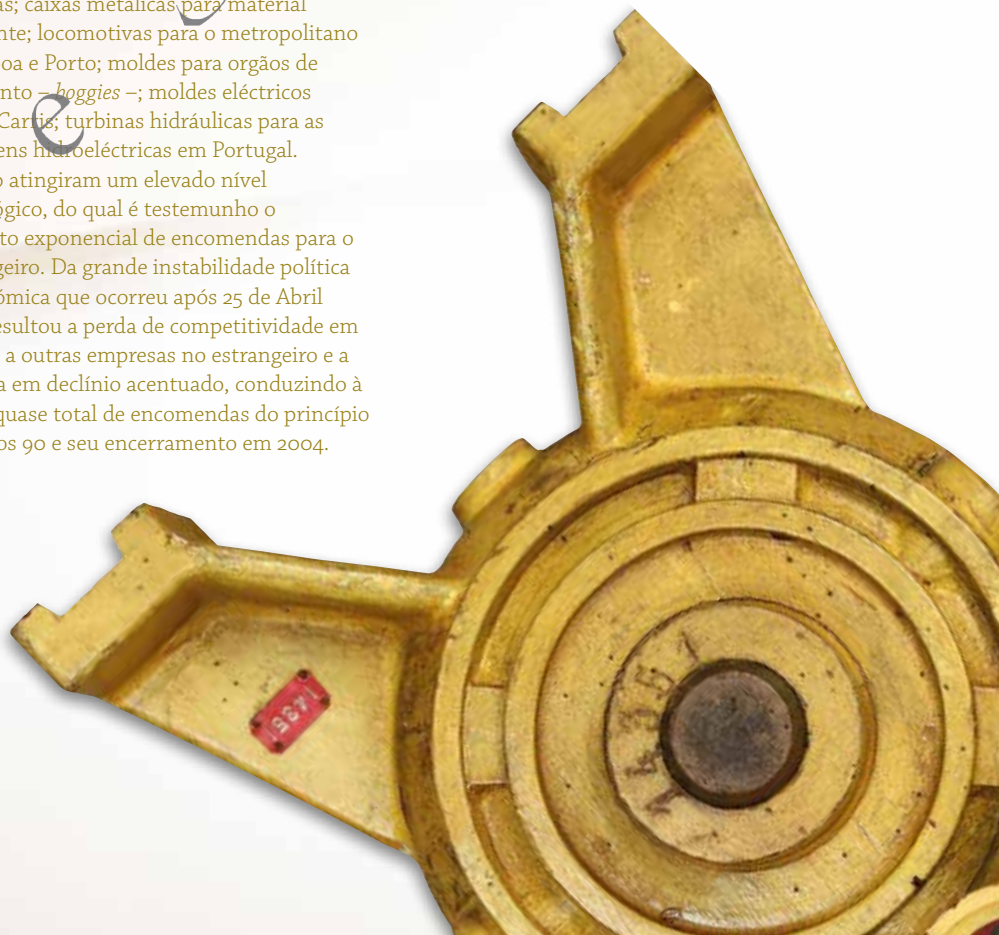 as; caixas metálicas para material
nte; locomotivas para o metropolitano
oa e Porto; moldes para orgãos de
nto – boggies –; moldes eléctricos
Carris; turbinas hidráulicas para as
ens hidroeléctricas em Portugal.
o atingiram um elevado nível
ógico, do qual é testemunho o
to exponencial de encomendas para o
geiro. Da grande instabilidade política
ómica que ocorreu após 25 de Abril
esultou a perda de competitividade em
a outras empresas no estrangeiro e a
a em declínio acentuado, conduzindo à
quase total de encomendas do princípio
os 90 e seu encerramento em 2004.
e